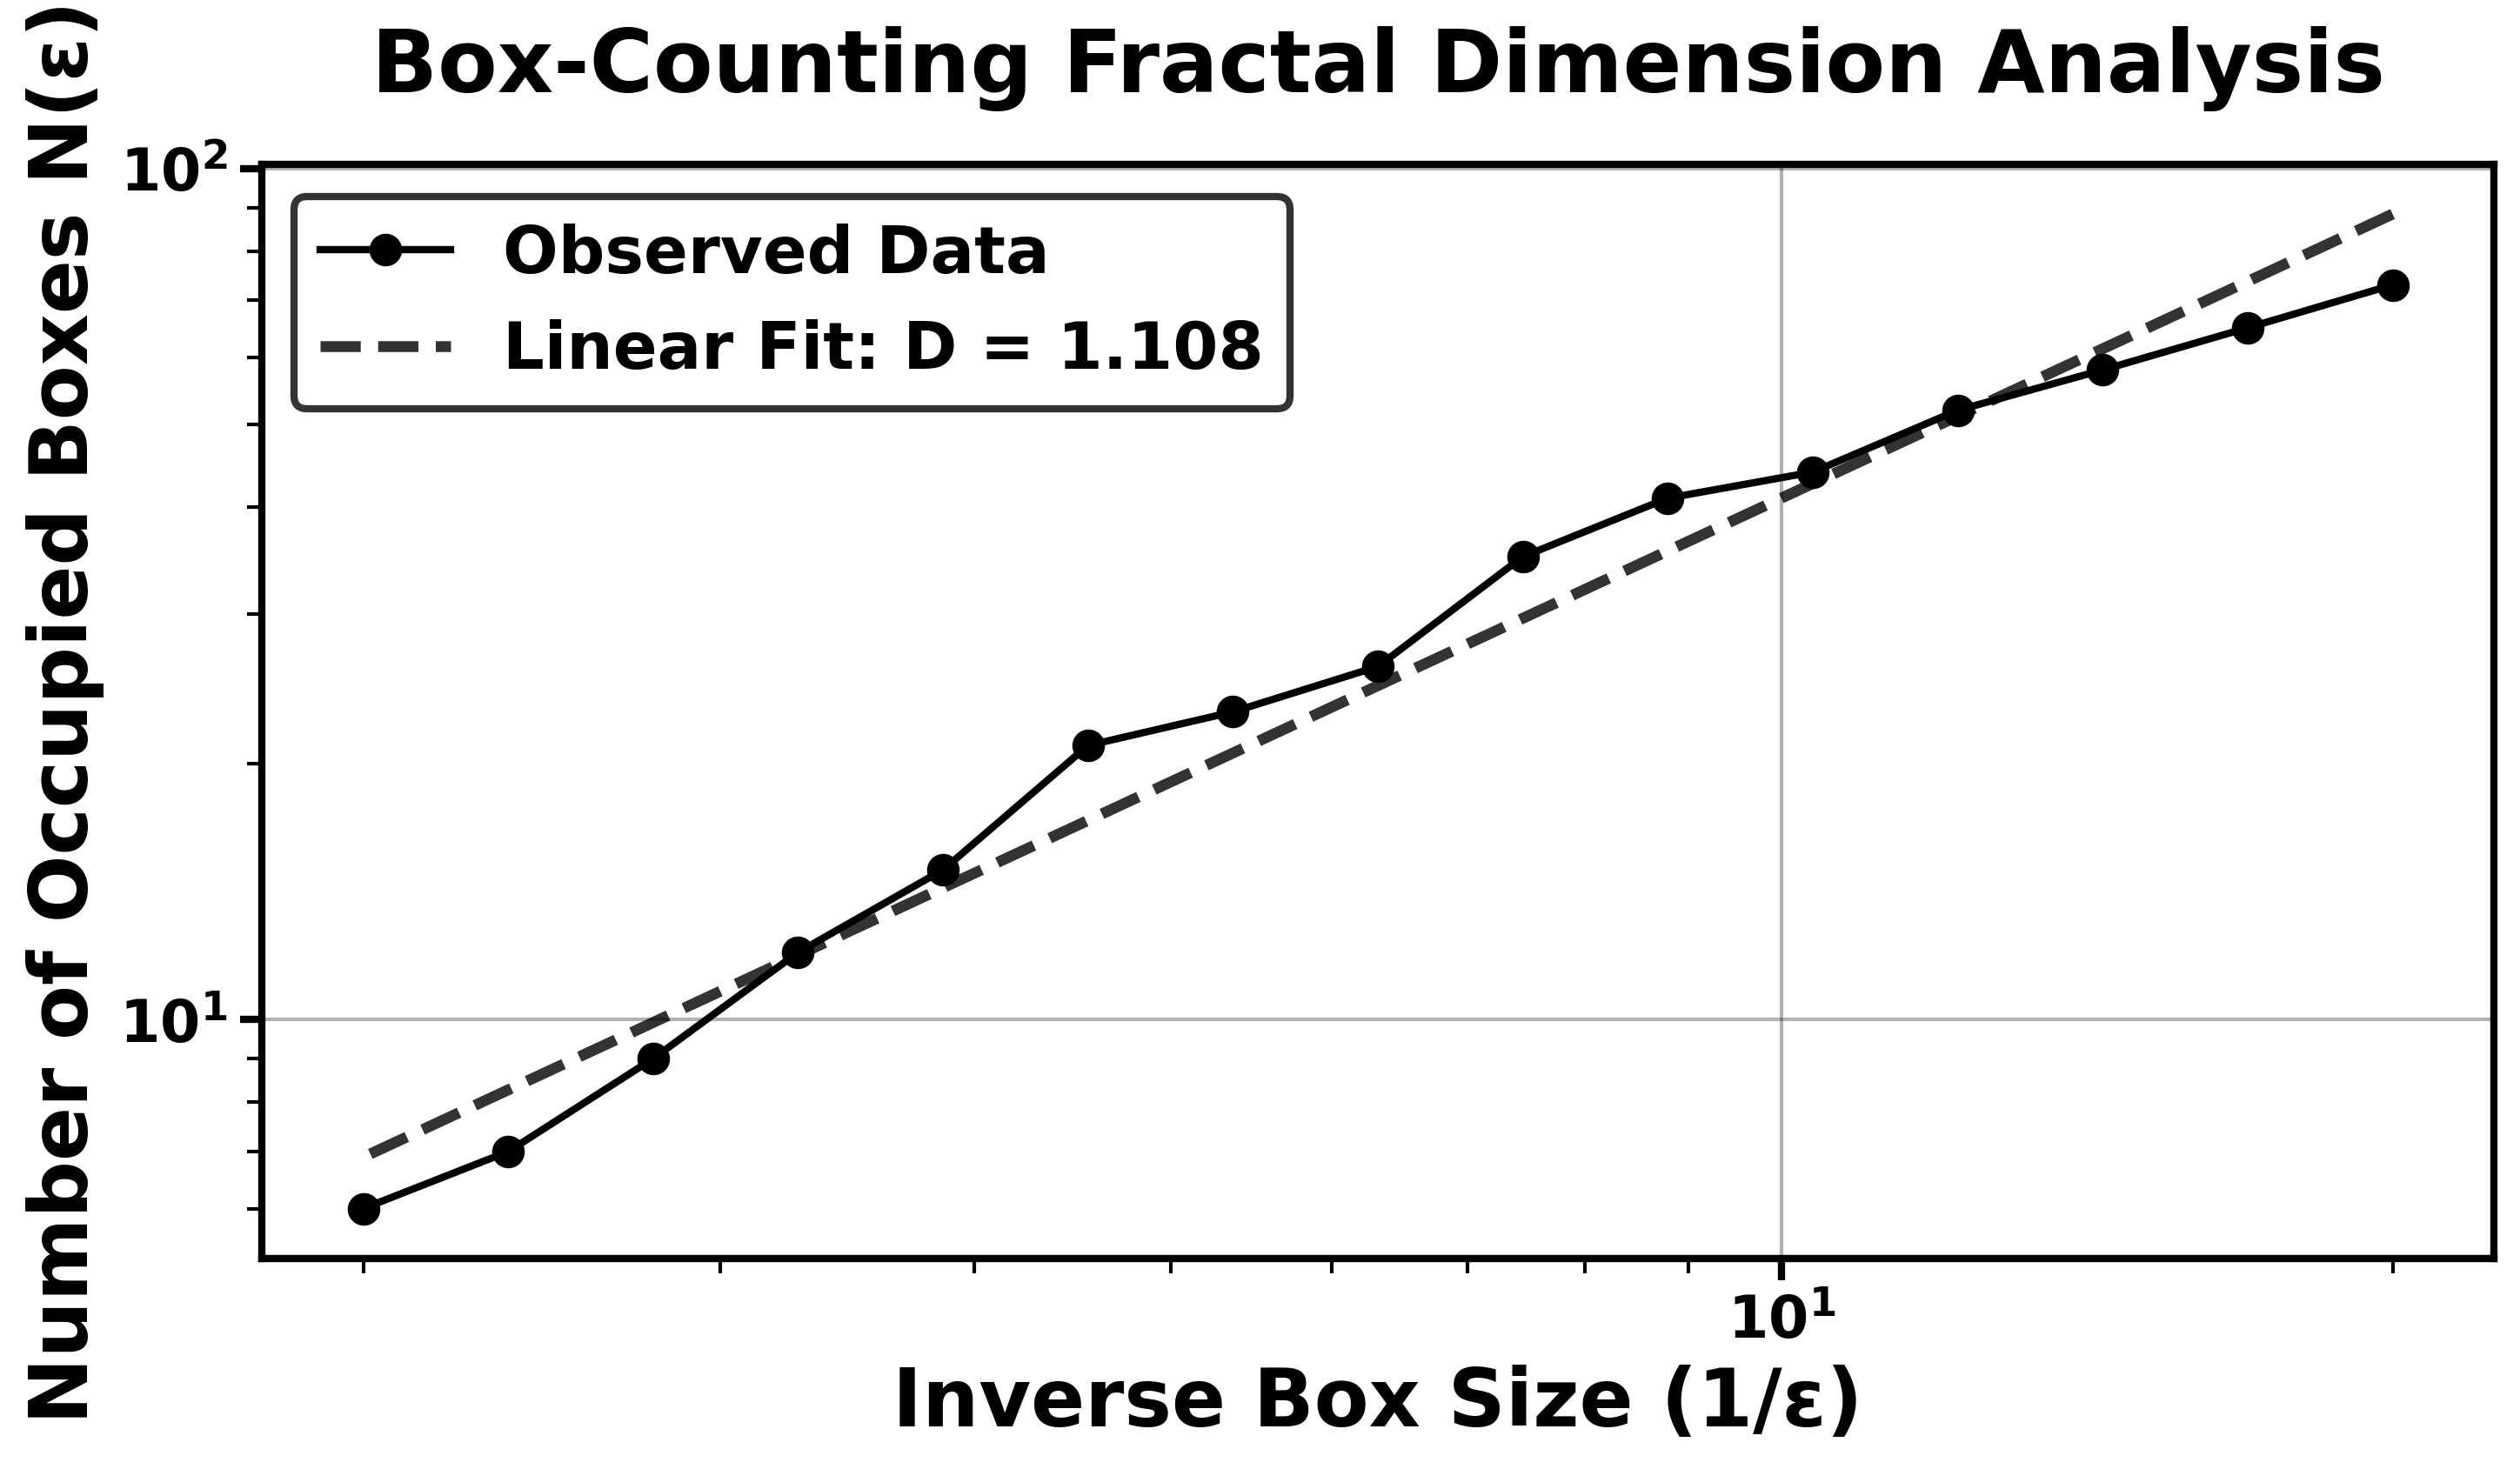 Box-Counting Fractal Dimension Analysis
Number of Occupied Boxes N(ε)
10²
Observed Data
Linear Fit: D = 1.108
10¹
10¹
Inverse Box Size (1/ε)